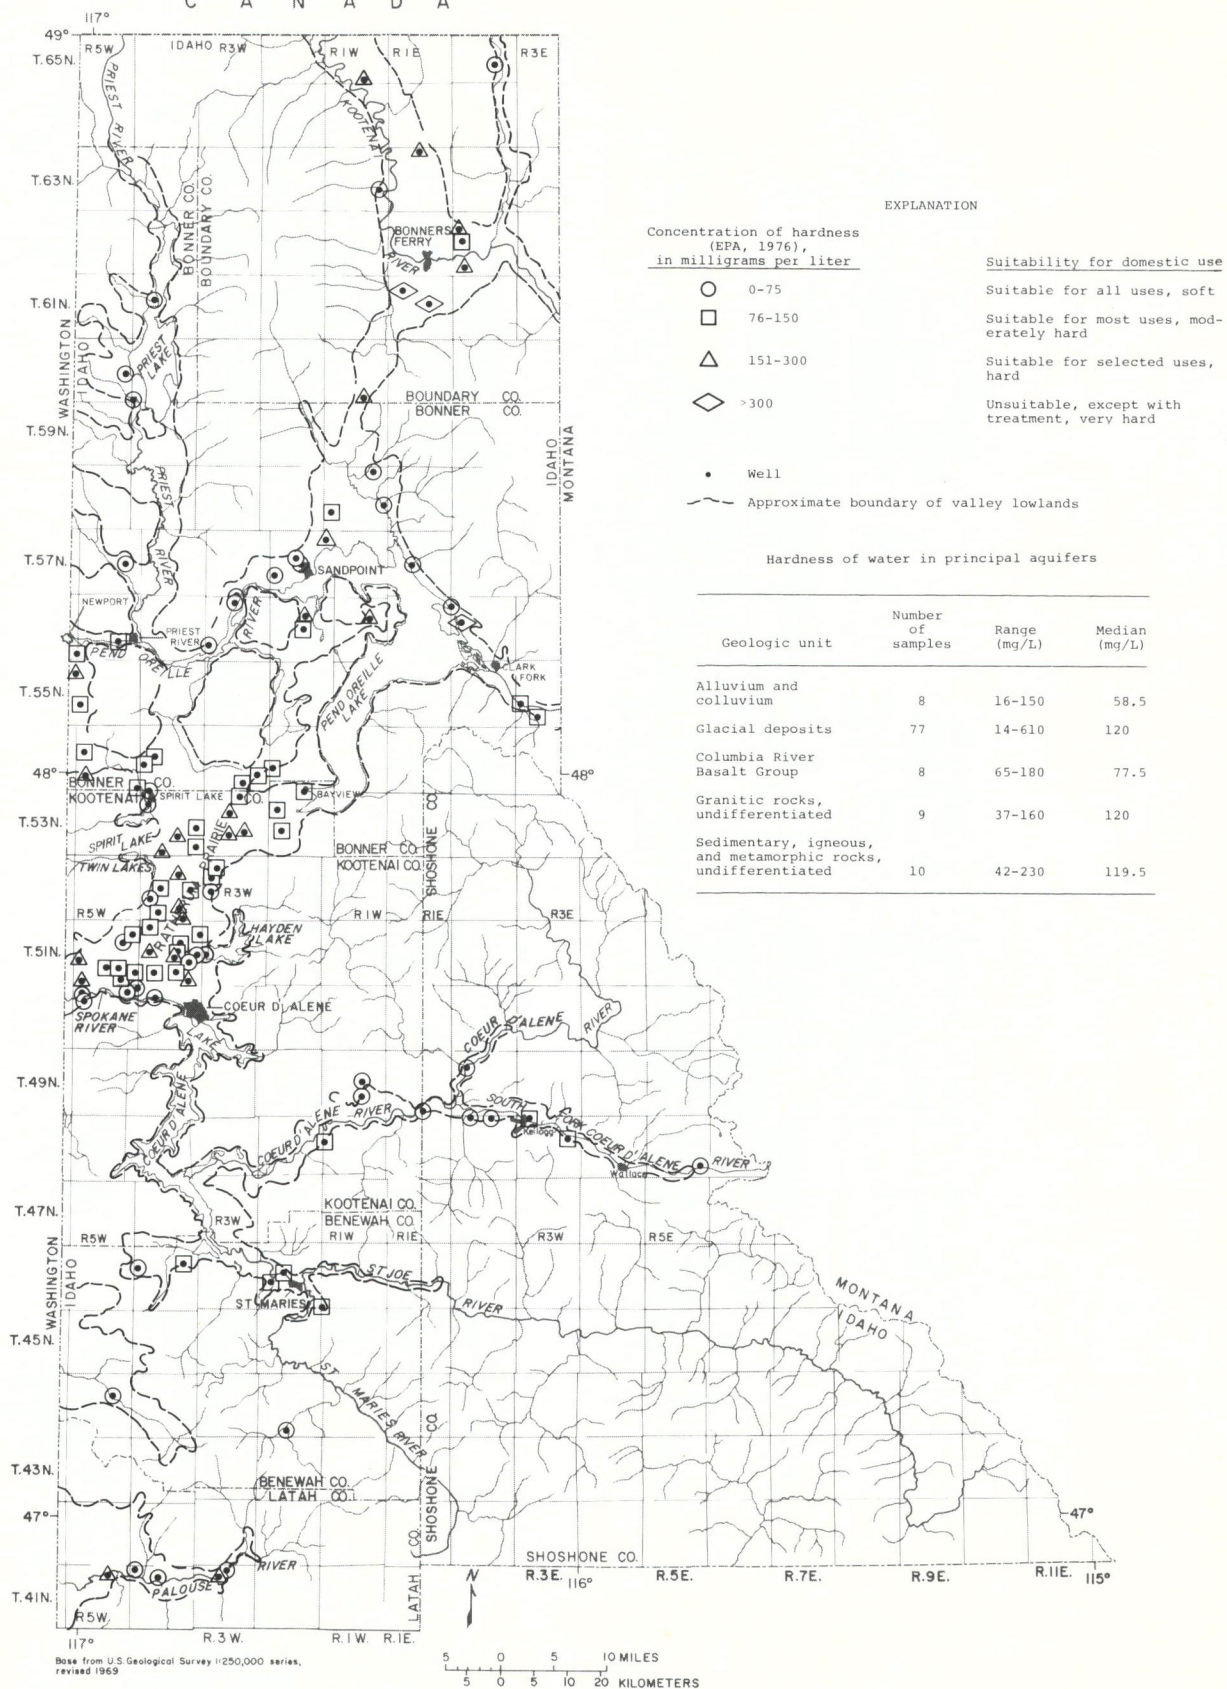 C A N A D A
117°
49°
R5W
IDAHO
R3W
R1W
R1E
R3E
T.65N.
PRIEST RIVER
KOOTENAI
T.63N.
BONNER CO.
BOUNDARY CO.
BONNERS
FERRY
RIVER
T.61N.
WASHINGTON
IDAHO
PRIEST
LAKE
BOUNDARY CO.
BONNER CO.
T.59N.
IDAHO
MONTANA
PRIEST
RIVER
T.57N.
SANDPOINT
NEWPORT
PRIEST
RIVER
RIVER
PEND OREILLE
CLARK
FORK
T.55N.
PEND OREILLE
LAKE
48°
48°
BONNER CO.
KOOTENAI CO.
SPIRIT LAKE
BAYVIEW
T.53N.
SPIRIT LAKE
TWIN LAKES
PRAIRIE
BONNER CO.
KOOTENAI CO.
SHOSHONE CO
R3W
R5W
R1W
R1E
R3E
RATHDRUM
HAYDEN
LAKE
T.51N.
COEUR D'ALENE
SPOKANE
RIVER
LAKE
COEUR D'ALENE
RIVER
T.49N.
COEUR D'ALENE
SOUTH
FORK COEUR D'ALENE
RIVER
COEUR D'ALENE
RIVER
Kellogg
Wallace
T.47N.
KOOTENAI CO.
BENEWAH CO.
R3W
R5W
R1W
R1E
R3W
R5E
WASHINGTON
IDAHO
ST JOE
RIVER
ST. MARIES
MONTANA
IDAHO
T.45N.
ST
MARIES RIVER
T.43N.
BENEWAH CO.
LATAH CO.
SHOSHONE CO
47°
47°
SHOSHONE CO.
RIVER
PALOUSE
LATAH CO
N
R.3E.
116°
R.5E.
R.7E.
R.9E.
R.11E.
115°
T.41N.
R5W
117°
R.3W.
R.1W.
R.1E.
Base from U.S. Geological Survey 1:250,000 series,
revised 1969
5 0 5 10 MILES
5 0 5 10 20 KILOMETERS
EXPLANATION
Concentration of hardness
(EPA, 1976),
in milligrams per liter
Suitability for domestic use
0-75 Suitable for all uses, soft
76-150 Suitable for most uses, mod-
erately hard
151-300 Suitable for selected uses,
hard
>300 Unsuitable, except with
treatment, very hard
Well
Approximate boundary of valley lowlands
Hardness of water in principal aquifers
Geologic unit Number of samples Range (mg/L) Median (mg/L)
Alluvium and
colluvium 8 16-150 58.5
Glacial deposits 77 14-610 120
Columbia River
Basalt Group 8 65-180 77.5
Granitic rocks,
undifferentiated 9 37-160 120
Sedimentary, igneous,
and metamorphic rocks,
undifferentiated 10 42-230 119.5